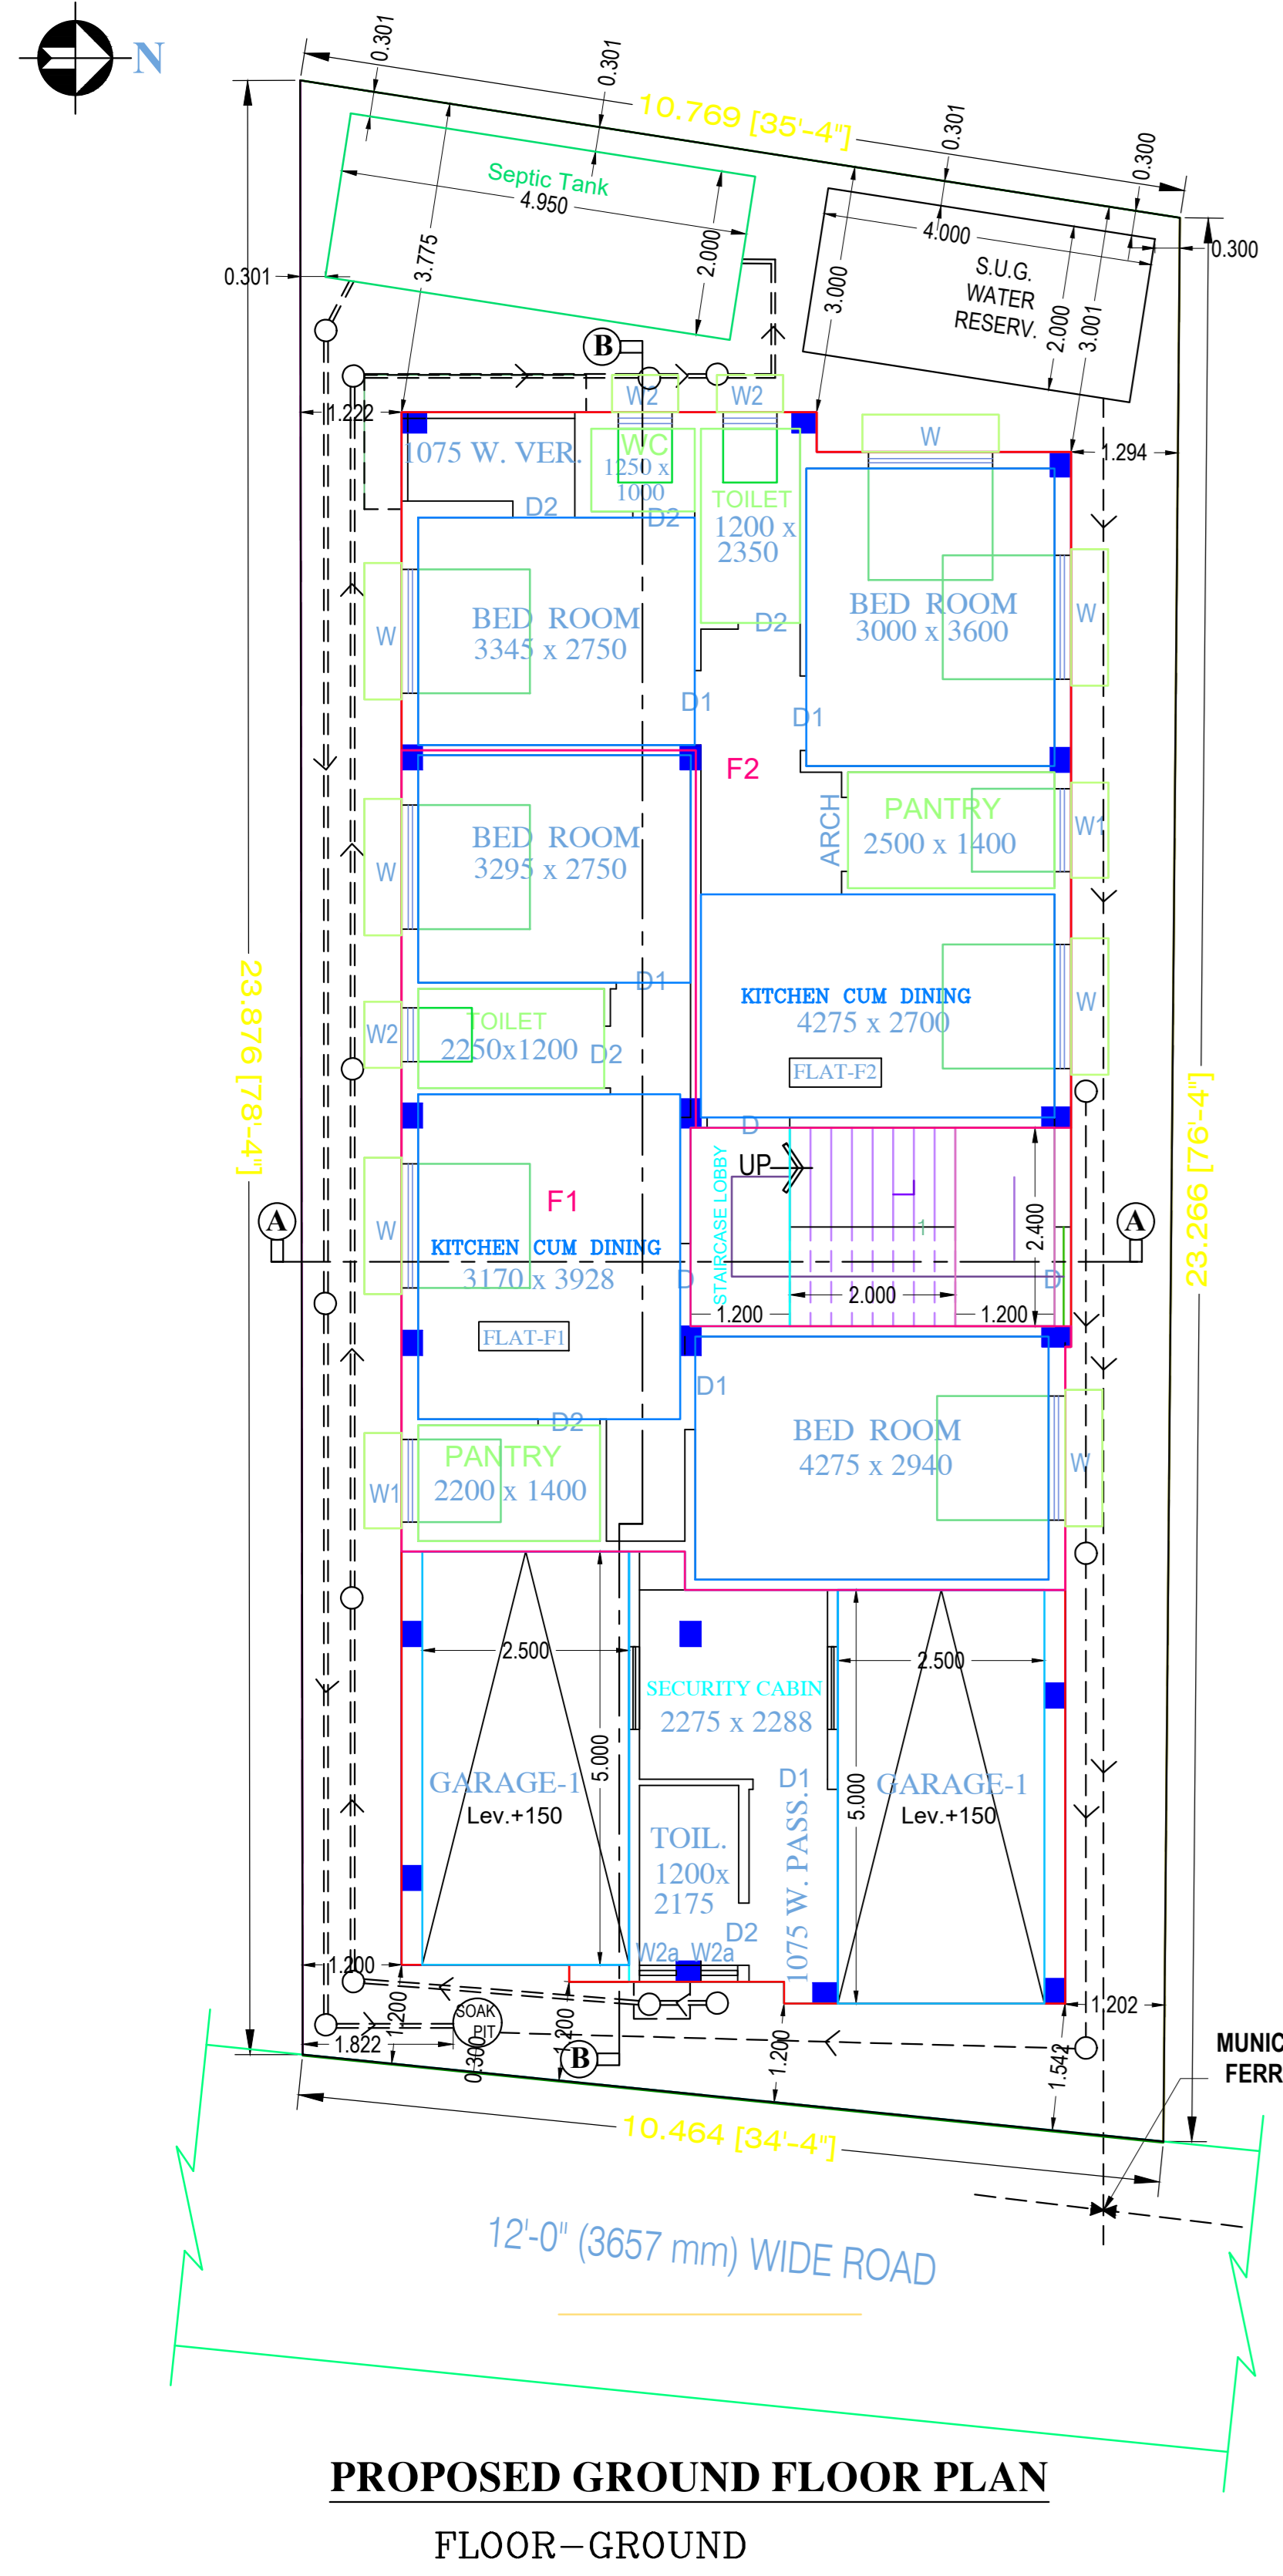 N
0.301
0.301
10.769 [35'-4"]
0.301
0.300
Septic Tank
4.950
2.000
3.775
0.301
4.000
S.U.G.
WATER
RESERV.
2.000
3.001
3.000
0.300
B
W2
W2
W
1.222
1.294
1075 W. VER.
WC
1250 x
1000
D2
D2
TOILET
1200 x
2350
D2
BED ROOM
3345 x 2750
W
BED ROOM
3000 x 3600
W
D1
D1
F2
BED ROOM
3295 x 2750
W
ARCH
PANTRY
2500 x 1400
W1
D1
23.876 [78'-4"]
TOILET
2250x1200
W2
D2
KITCHEN CUM DINING
4275 x 2700
W
FLAT-F2
23.266 [76'-4"]
D
STAIRCASE LOBBY
UP
1
2.400
A
A
F1
W
KITCHEN CUM DINING
3170 x 3928
D
D
2.000
1.200
1.200
FLAT-F1
D1
D2
BED ROOM
4275 x 2940
W
PANTRY
2200 x 1400
W1
2.500
2.500
SECURITY CABIN
2275 x 2288
5.000
5.000
GARAGE-1
Lev.+150
D1
GARAGE-1
Lev.+150
TOIL.
1200x
2175
1075 W. PASS.
D2
W2a W2a
1.200
1.200
SOAK
PIT
1.822
0.300
1.200
B
1.200
1.542
1.202
MUNIC
FERR
10.464 [34'-4"]
12'-0" (3657 mm) WIDE ROAD
PROPOSED GROUND FLOOR PLAN
FLOOR-GROUND